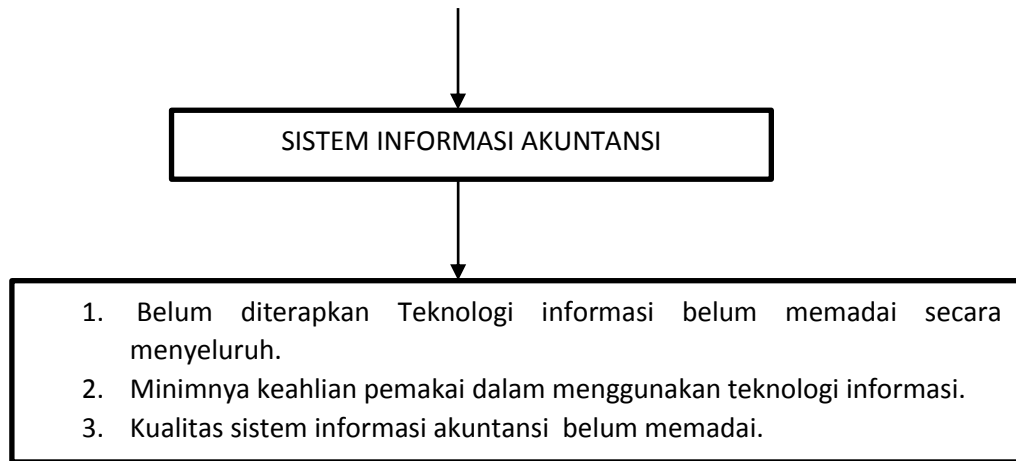 SISTEM INFORMASI AKUNTANSI
1. Belum diterapkan Teknologi informasi belum memadai secara
menyeluruh.
2. Minimnya keahlian pemakai dalam menggunakan teknologi informasi.
3. Kualitas sistem informasi akuntansi belum memadai.